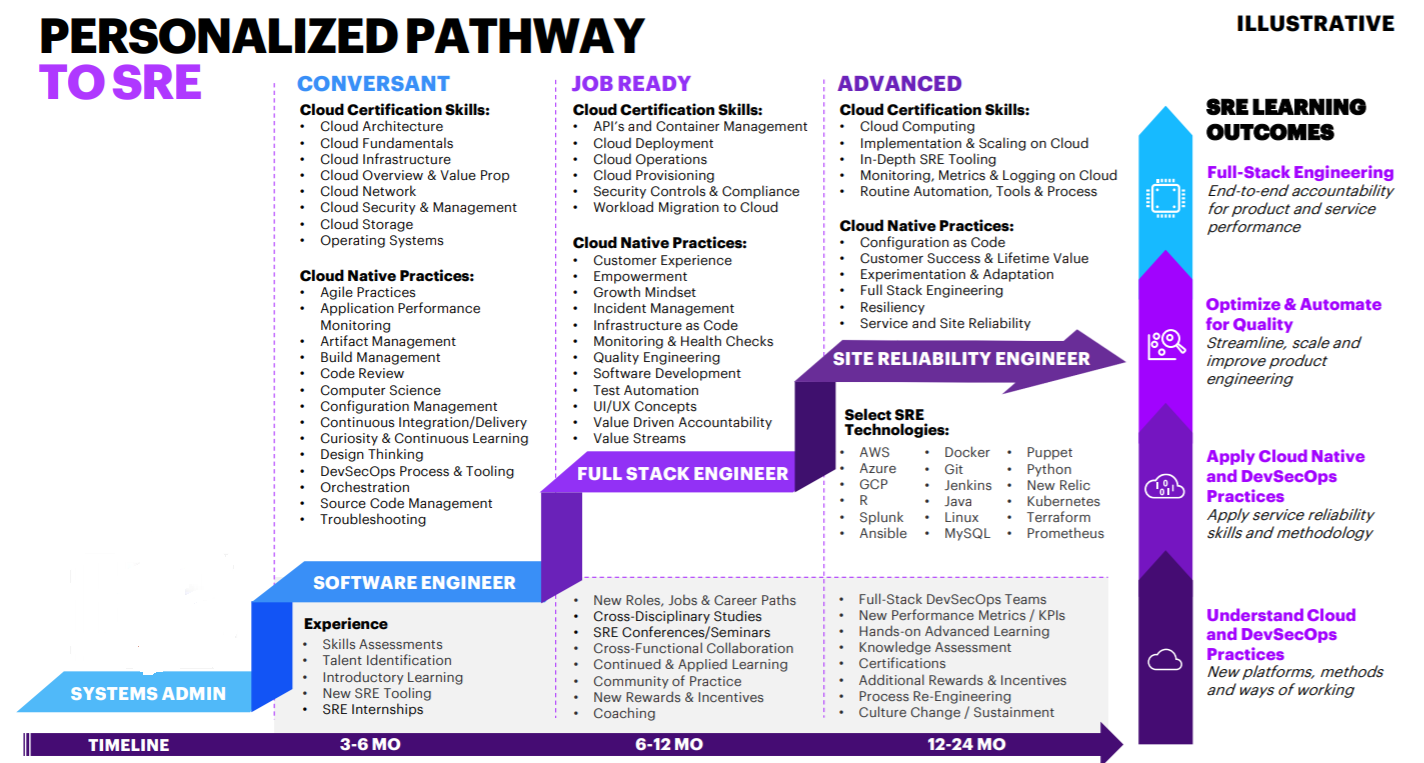 PERSONALIZED PATHWAY
TO SRE
ILLUSTRATIVE
CONVERSANT
Cloud Certification Skills:
• Cloud Architecture
• Cloud Fundamentals
• Cloud Infrastructure
• Cloud Overview & Value Prop
• Cloud Network
• Cloud Security & Management
• Cloud Storage
• Operating Systems
Cloud Native Practices:
• Agile Practices
• Application Performance
Monitoring
• Artifact Management
• Build Management
• Code Review
• Computer Science
• Configuration Management
• Continuous Integration/Delivery
• Curiosity & Continuous Learning
• Design Thinking
• DevSecOps Process & Tooling
• Orchestration
• Source Code Management
• Troubleshooting
JOB READY
Cloud Certification Skills:
• API's and Container Management
• Cloud Deployment
• Cloud Operations
• Cloud Provisioning
• Security Controls & Compliance
• Workload Migration to Cloud
Cloud Native Practices:
• Customer Experience
• Empowerment
• Growth Mindset
• Incident Management
• Infrastructure as Code
• Monitoring & Health Checks
• Quality Engineering
• Software Development
• Test Automation
• UI/UX Concepts
• Value Driven Accountability
• Value Streams
ADVANCED
Cloud Certification Skills:
• Cloud Computing
• Implementation & Scaling on Cloud
• In-Depth SRE Tooling
• Monitoring, Metrics & Logging on Cloud
• Routine Automation, Tools & Process
Cloud Native Practices:
• Configuration as Code
• Customer Success & Lifetime Value
• Experimentation & Adaptation
• Full Stack Engineering
• Resiliency
• Service and Site Reliability
SITE RELIABILITY ENGINEER
Select SRE
Technologies:
• AWS
• Azure
• GCP
• R
• Splunk
• Ansible
• Docker
• Git
• Jenkins
• Java
• Linux
• MySQL
• Puppet
• Python
• New Relic
• Kubernetes
• Terraform
• Prometheus
FULL STACK ENGINEER
SOFTWARE ENGINEER
SYSTEMS ADMIN
Experience
• Skills Assessments
• Talent Identification
• Introductory Learning
• New SRE Tooling
• SRE Internships
• New Roles, Jobs & Career Paths
• Cross-Disciplinary Studies
• SRE Conferences/Seminars
• Cross-Functional Collaboration
• Continued & Applied Learning
• Community of Practice
• New Rewards & Incentives
• Coaching
• Full-Stack DevSecOps Teams
• New Performance Metrics / KPIs
• Hands-on Advanced Learning
• Knowledge Assessment
• Certifications
• Additional Rewards & Incentives
• Process Re-Engineering
• Culture Change / Sustainment
TIMELINE
3-6 MO
6-12 MO
12-24 MO
SRE LEARNING
OUTCOMES
Full-Stack Engineering
End-to-end accountability
for product and service
performance
Optimize & Automate
for Quality
Streamline, scale and
improve product
engineering
Apply Cloud Native
and DevSecOps
Practices
Apply service reliability
skills and methodology
Understand Cloud
and DevSecOps
Practices
New platforms, methods
and ways of working